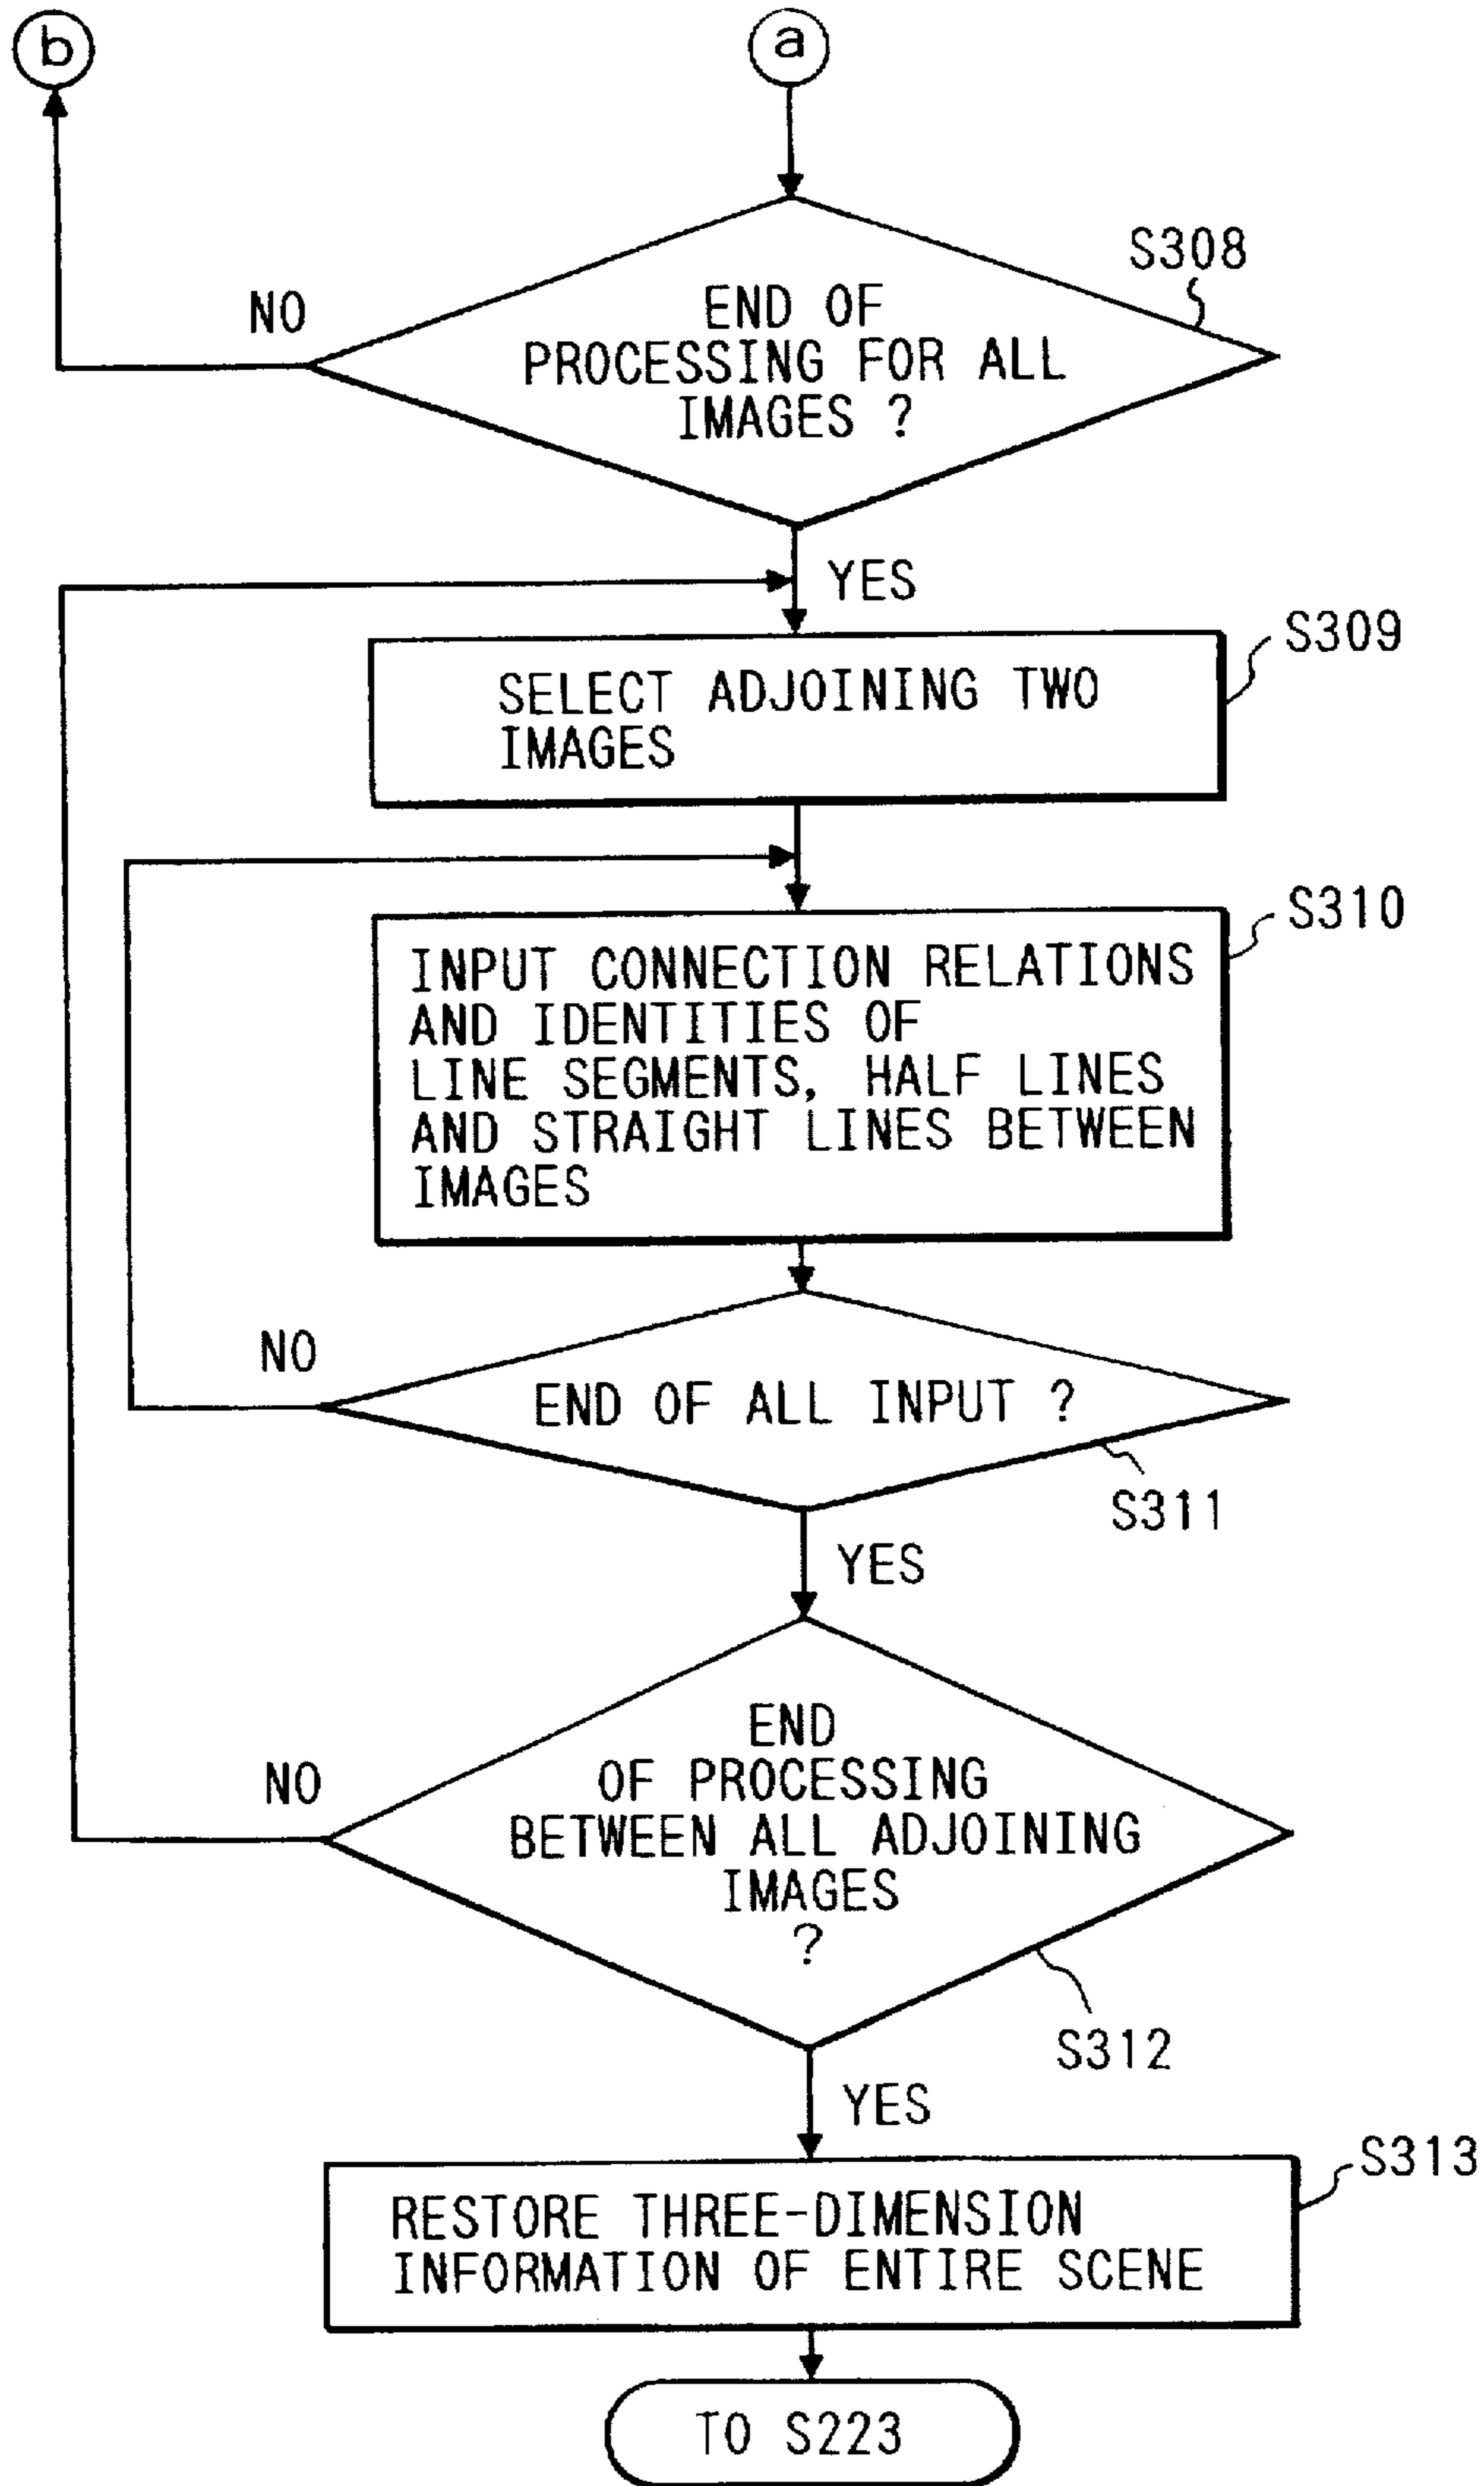 b
a
S308
NO
END OF
PROCESSING FOR ALL
IMAGES ?
YES
S309
SELECT ADJOINING TWO
IMAGES
S310
INPUT CONNECTION RELATIONS
AND IDENTITIES OF
LINE SEGMENTS, HALF LINES
AND STRAIGHT LINES BETWEEN
IMAGES
NO
END OF ALL INPUT ?
S311
YES
END
OF PROCESSING
NO
BETWEEN ALL ADJOINING
IMAGES
?
S312
YES
S313
RESTORE THREE-DIMENSION
INFORMATION OF ENTIRE SCENE
TO S223